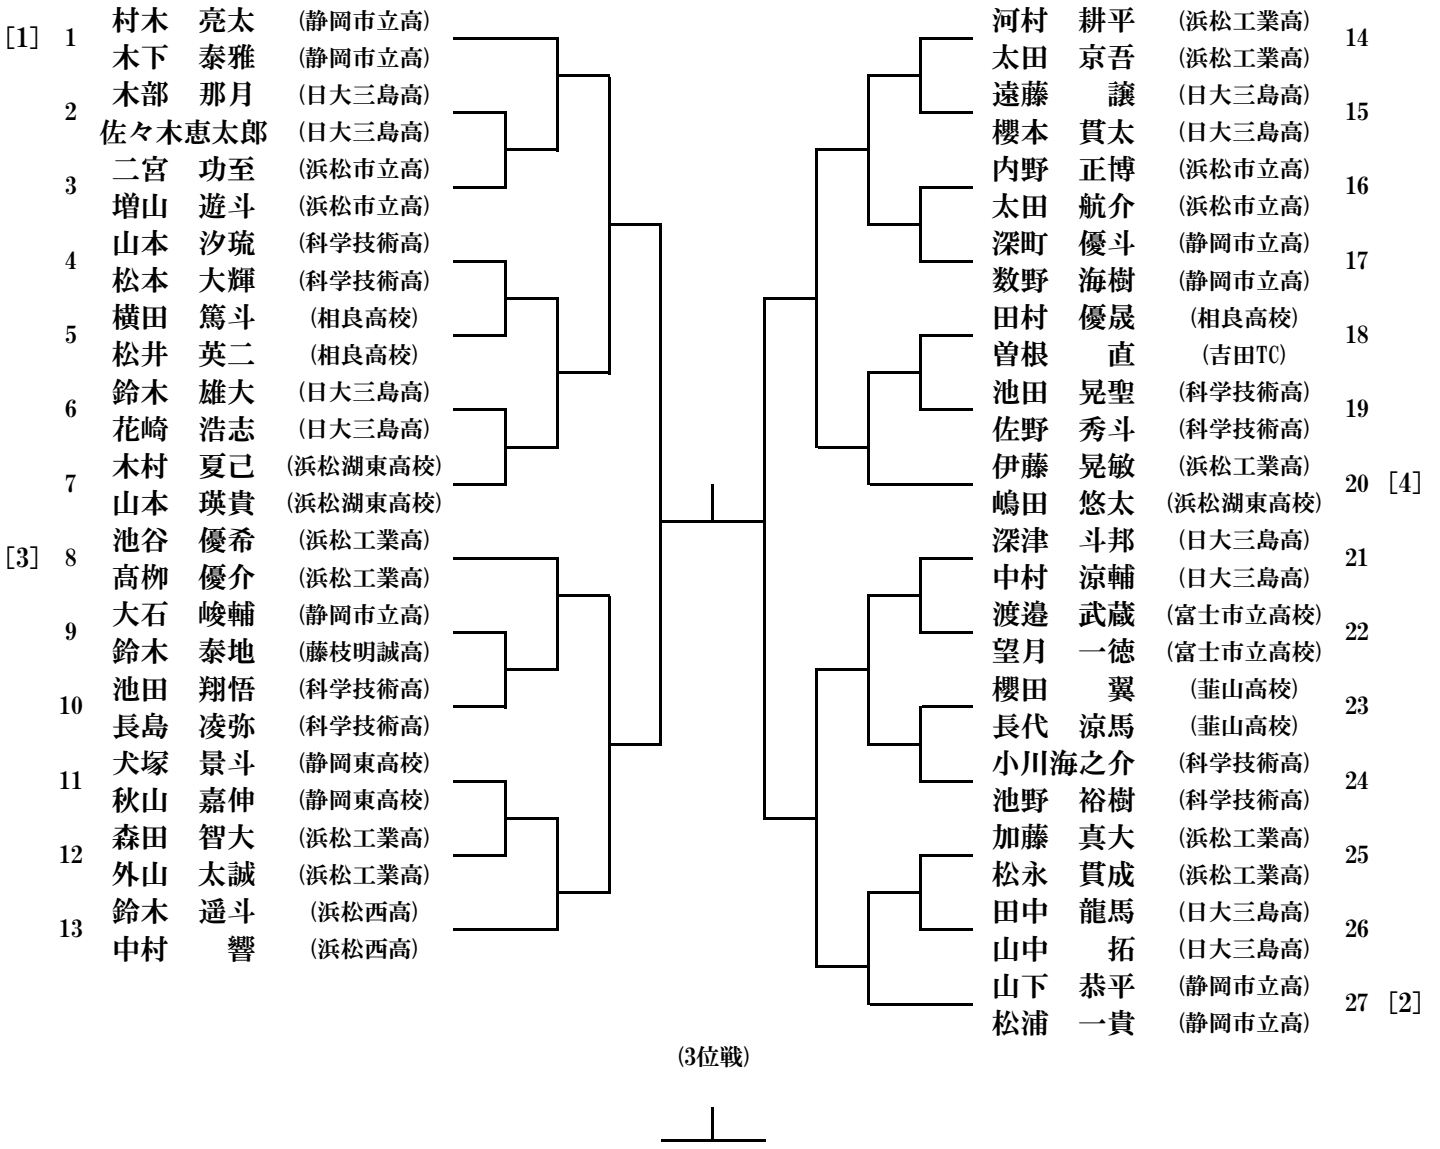 [1] 1 村木　亮太 (静岡市立高)
木下　泰雅 (静岡市立高)
2 木部　那月 (日大三島高)
佐々木恵太郎 (日大三島高)
3 二宮　功至 (浜松市立高)
増山　遊斗 (浜松市立高)
4 山本　汐琉 (科学技術高)
松本　大輝 (科学技術高)
5 横田　篤斗 (相良高校)
松井　英二 (相良高校)
6 鈴木　雄大 (日大三島高)
花崎　浩志 (日大三島高)
7 木村　夏己 (浜松湖東高校)
山本　瑛貴 (浜松湖東高校)
[3] 8 池谷　優希 (浜松工業高)
髙栁　優介 (浜松工業高)
9 大石　峻輔 (静岡市立高)
鈴木　泰地 (藤枝明誠高)
10 池田　翔悟 (科学技術高)
長島　凌弥 (科学技術高)
11 犬塚　景斗 (静岡東高校)
秋山　嘉伸 (静岡東高校)
12 森田　智大 (浜松工業高)
外山　太誠 (浜松工業高)
13 鈴木　遥斗 (浜松西高)
中村　響 (浜松西高)
河村　耕平 (浜松工業高) 14
太田　京吾 (浜松工業高)
遠藤　譲 (日大三島高) 15
櫻本　貫太 (日大三島高)
内野　正博 (浜松市立高) 16
太田　航介 (浜松市立高)
深町　優斗 (静岡市立高) 17
数野　海樹 (静岡市立高)
田村　優晟 (相良高校) 18
曽根　直 (吉田TC)
池田　晃聖 (科学技術高) 19
佐野　秀斗 (科学技術高)
伊藤　晃敏 (浜松工業高) 20 [4]
嶋田　悠太 (浜松湖東高校)
深津　斗邦 (日大三島高) 21
中村　涼輔 (日大三島高)
渡邉　武蔵 (富士市立高校) 22
望月　一徳 (富士市立高校)
櫻田　翼 (韮山高校) 23
長代　涼馬 (韮山高校)
小川海之介 (科学技術高) 24
池野　裕樹 (科学技術高)
加藤　真大 (浜松工業高) 25
松永　貫成 (浜松工業高)
田中　龍馬 (日大三島高) 26
山中　拓 (日大三島高)
山下　恭平 (静岡市立高) 27 [2]
松浦　一貴 (静岡市立高)
(3位戦)